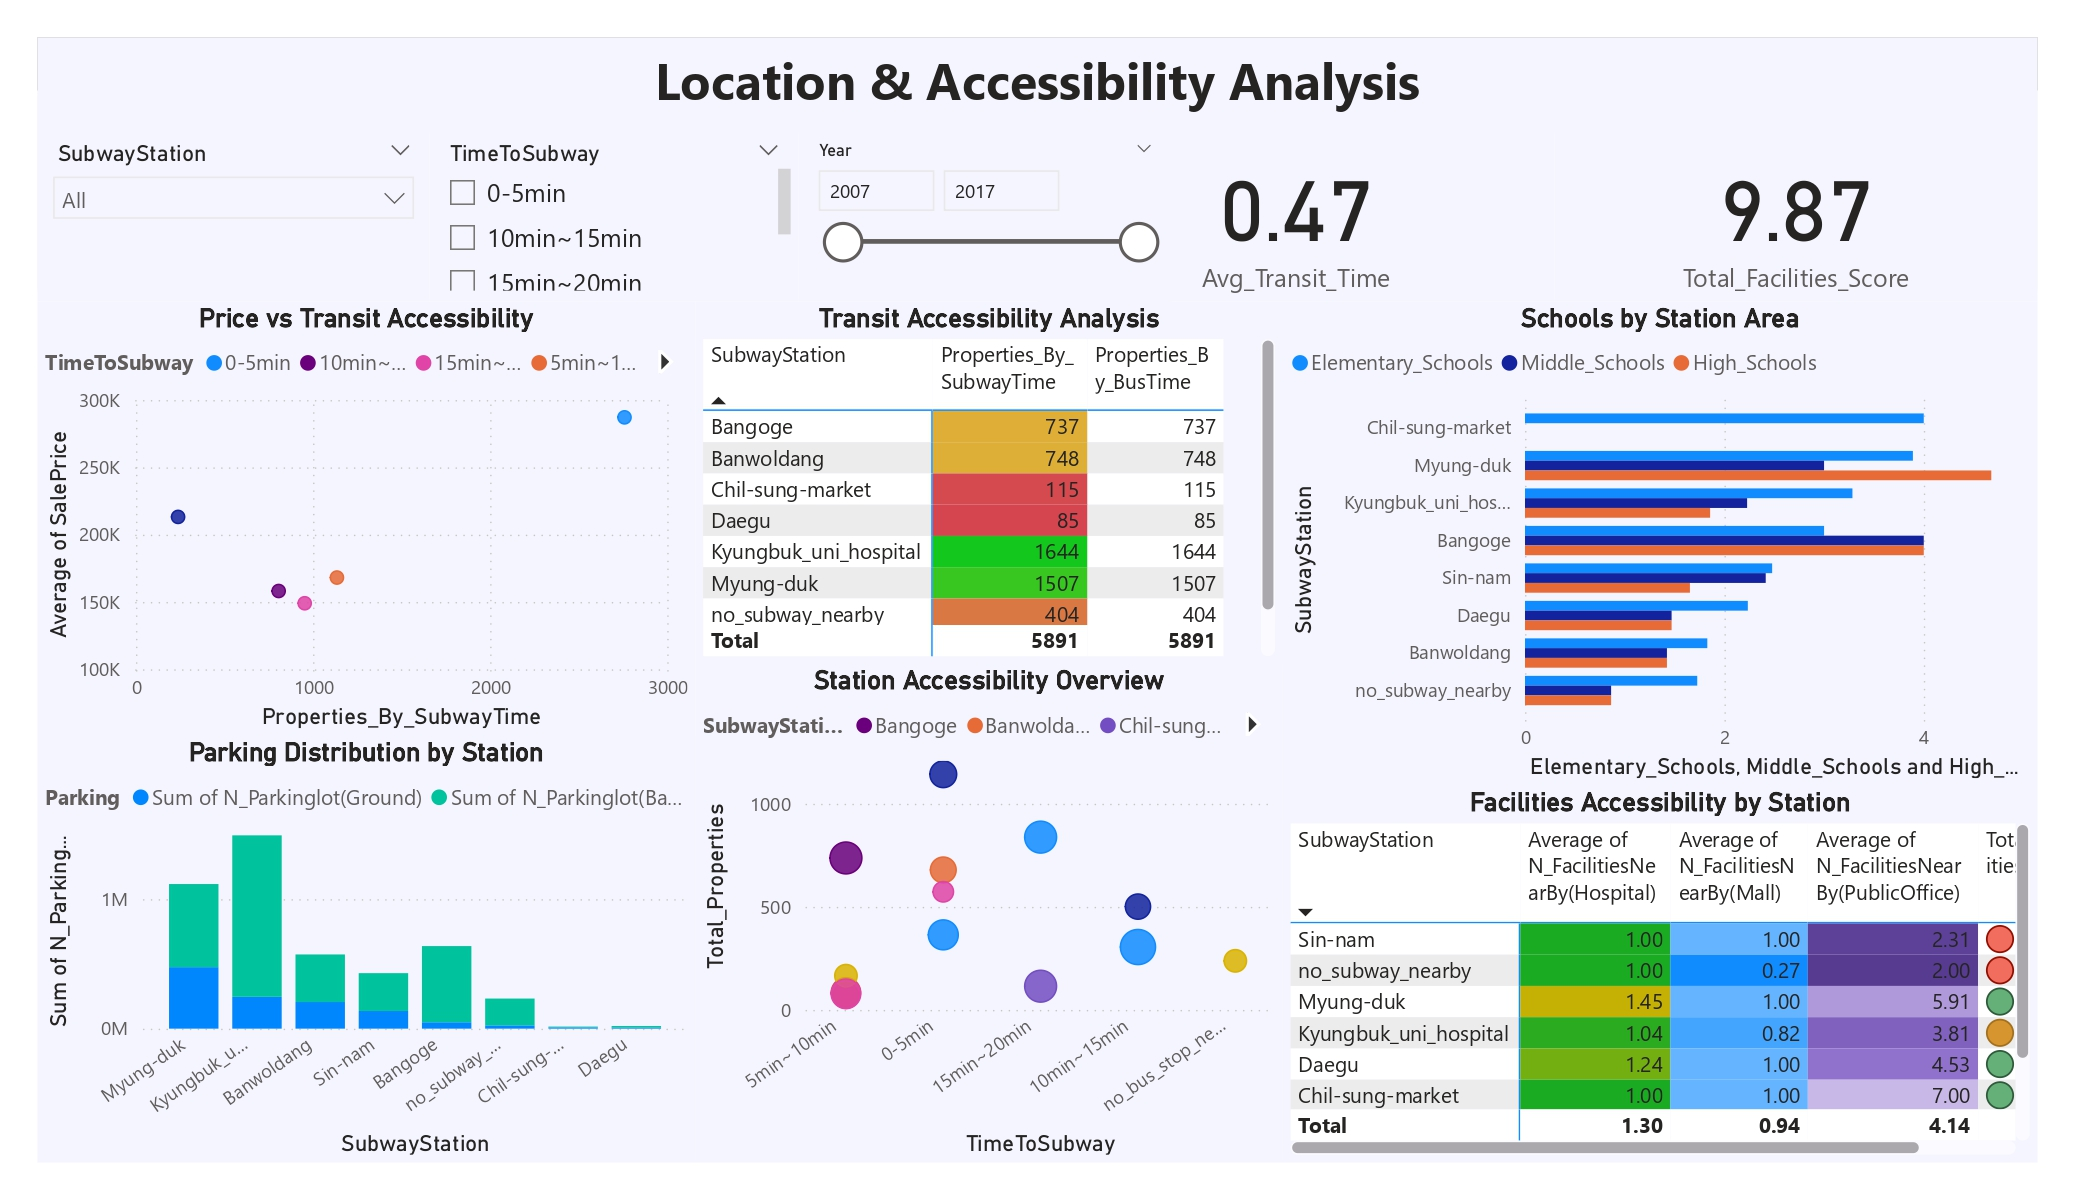 Location & Accessibility Analysis
SubwayStation
All
TimeToSubway
0-5min
10min~15min
15min~20min
Year
2007
2017
0.47
Avg_Transit_Time
9.87
Total_Facilities_Score
Price vs Transit Accessibility
TimeToSubway 0-5min 10min~... 15min~... 5min~1...
300K
250K
200K
150K
100K
Average of SalePrice
0 1000 2000 3000
Properties_By_SubwayTime
Transit Accessibility Analysis
SubwayStation Properties_By_ Properties_B
SubwayTime y_BusTime
Bangoge 737 737
Banwoldang 748 748
Chil-sung-market 115 115
Daegu 85 85
Kyungbuk_uni_hospital 1644 1644
Myung-duk 1507 1507
no_subway_nearby 404 404
Total 5891 5891
Schools by Station Area
Elementary_Schools Middle_Schools High_Schools
SubwayStation
Chil-sung-market
Myung-duk
Kyungbuk_uni_hos...
Bangoge
Sin-nam
Daegu
Banwoldang
no_subway_nearby
0 2 4
Elementary_Schools, Middle_Schools and High_...
Parking Distribution by Station
Parking Sum of N_Parkinglot(Ground) Sum of N_Parkinglot(Ba...
Sum of N_Parking...
1M
0M
Myung-duk
Kyungbuk_u...
Banwoldang
Sin-nam
Bangoge
no_subway_...
Chil-sung-...
Daegu
SubwayStation
Station Accessibility Overview
SubwayStati... Bangoge Banwolda... Chil-sung...
Total_Properties
1000
500
0
5min~10min
0-5min
15min~20min
10min~15min
no_bus_stop_ne...
TimeToSubway
Facilities Accessibility by Station
SubwayStation Average of Average of Average of
N_FacilitiesNe N_FacilitiesN N_FacilitiesNear
arBy(Hospital) earBy(Mall) By(PublicOffice)
Sin-nam 1.00 1.00 2.31
no_subway_nearby 1.00 0.27 2.00
Myung-duk 1.45 1.00 5.91
Kyungbuk_uni_hospital 1.04 0.82 3.81
Daegu 1.24 1.00 4.53
Chil-sung-market 1.00 1.00 7.00
Total 1.30 0.94 4.14